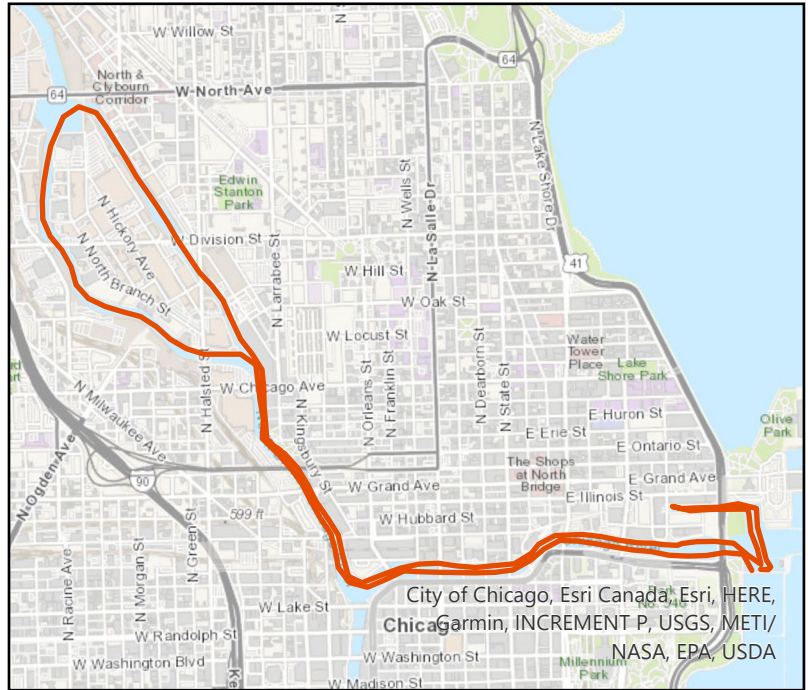 W Willow St
N S
64
North &
Clybourn
Corridor
64
W North Ave
N Lake Shore Dr
N Wells St
N La Salle Dr
Edwin
Stanton
Park
N Hickory Ave
W Division St
N Larrabee St
41
W Hill St
N North Branch St
W Oak St
W Locust St
Water
Tower
Place
Lake
Shore Park
N Halsted St
W Chicago Ave
N Orleans St
N Franklin St
N Dearborn St
N State St
N Milwaukee Ave
N Kingsbury St
E Huron St
Olive
Park
E Erie St
E Ontario St
N Ogden Ave
90
The Shops
at North
Bridge
E Grand Ave
W Grand Ave
E Illinois St
599 ft
W Hubbard St
N Racine Ave
N Morgan St
N Green St
City of Chicago, Esri Canada, Esri, HERE,
W Lake St
Chicago
Garmin, INCREMENT P, USGS, METI/
W Randolph St
NASA, EPA, USDA
W Washington Blvd
W Washington St
Millennium
Park
W Madison St